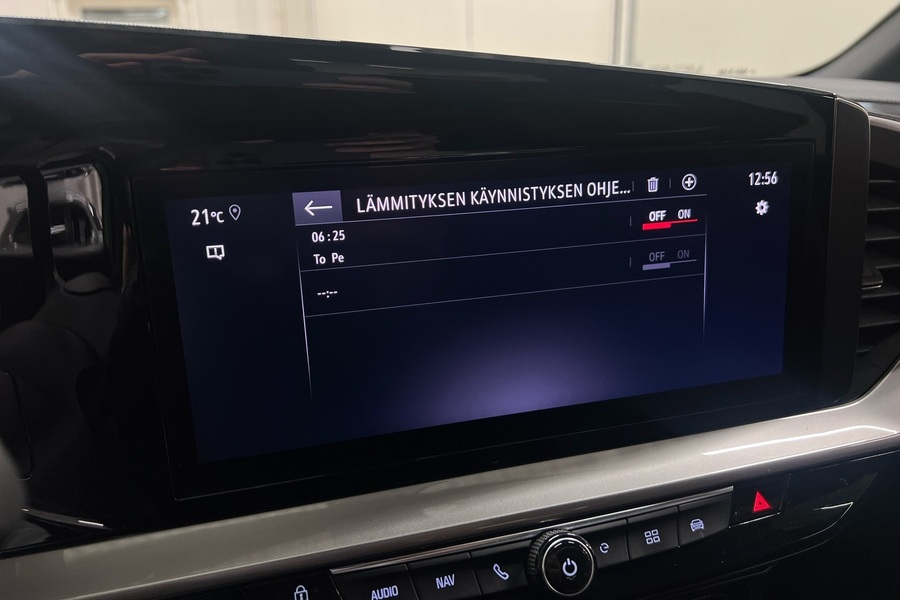 LÄMMITYKSEN KÄYNNISTYKSEN OHJE...
12:56
21°C
06:25
OFF ON
To Pe
OFF ON
--:--
AUDIO
NAV